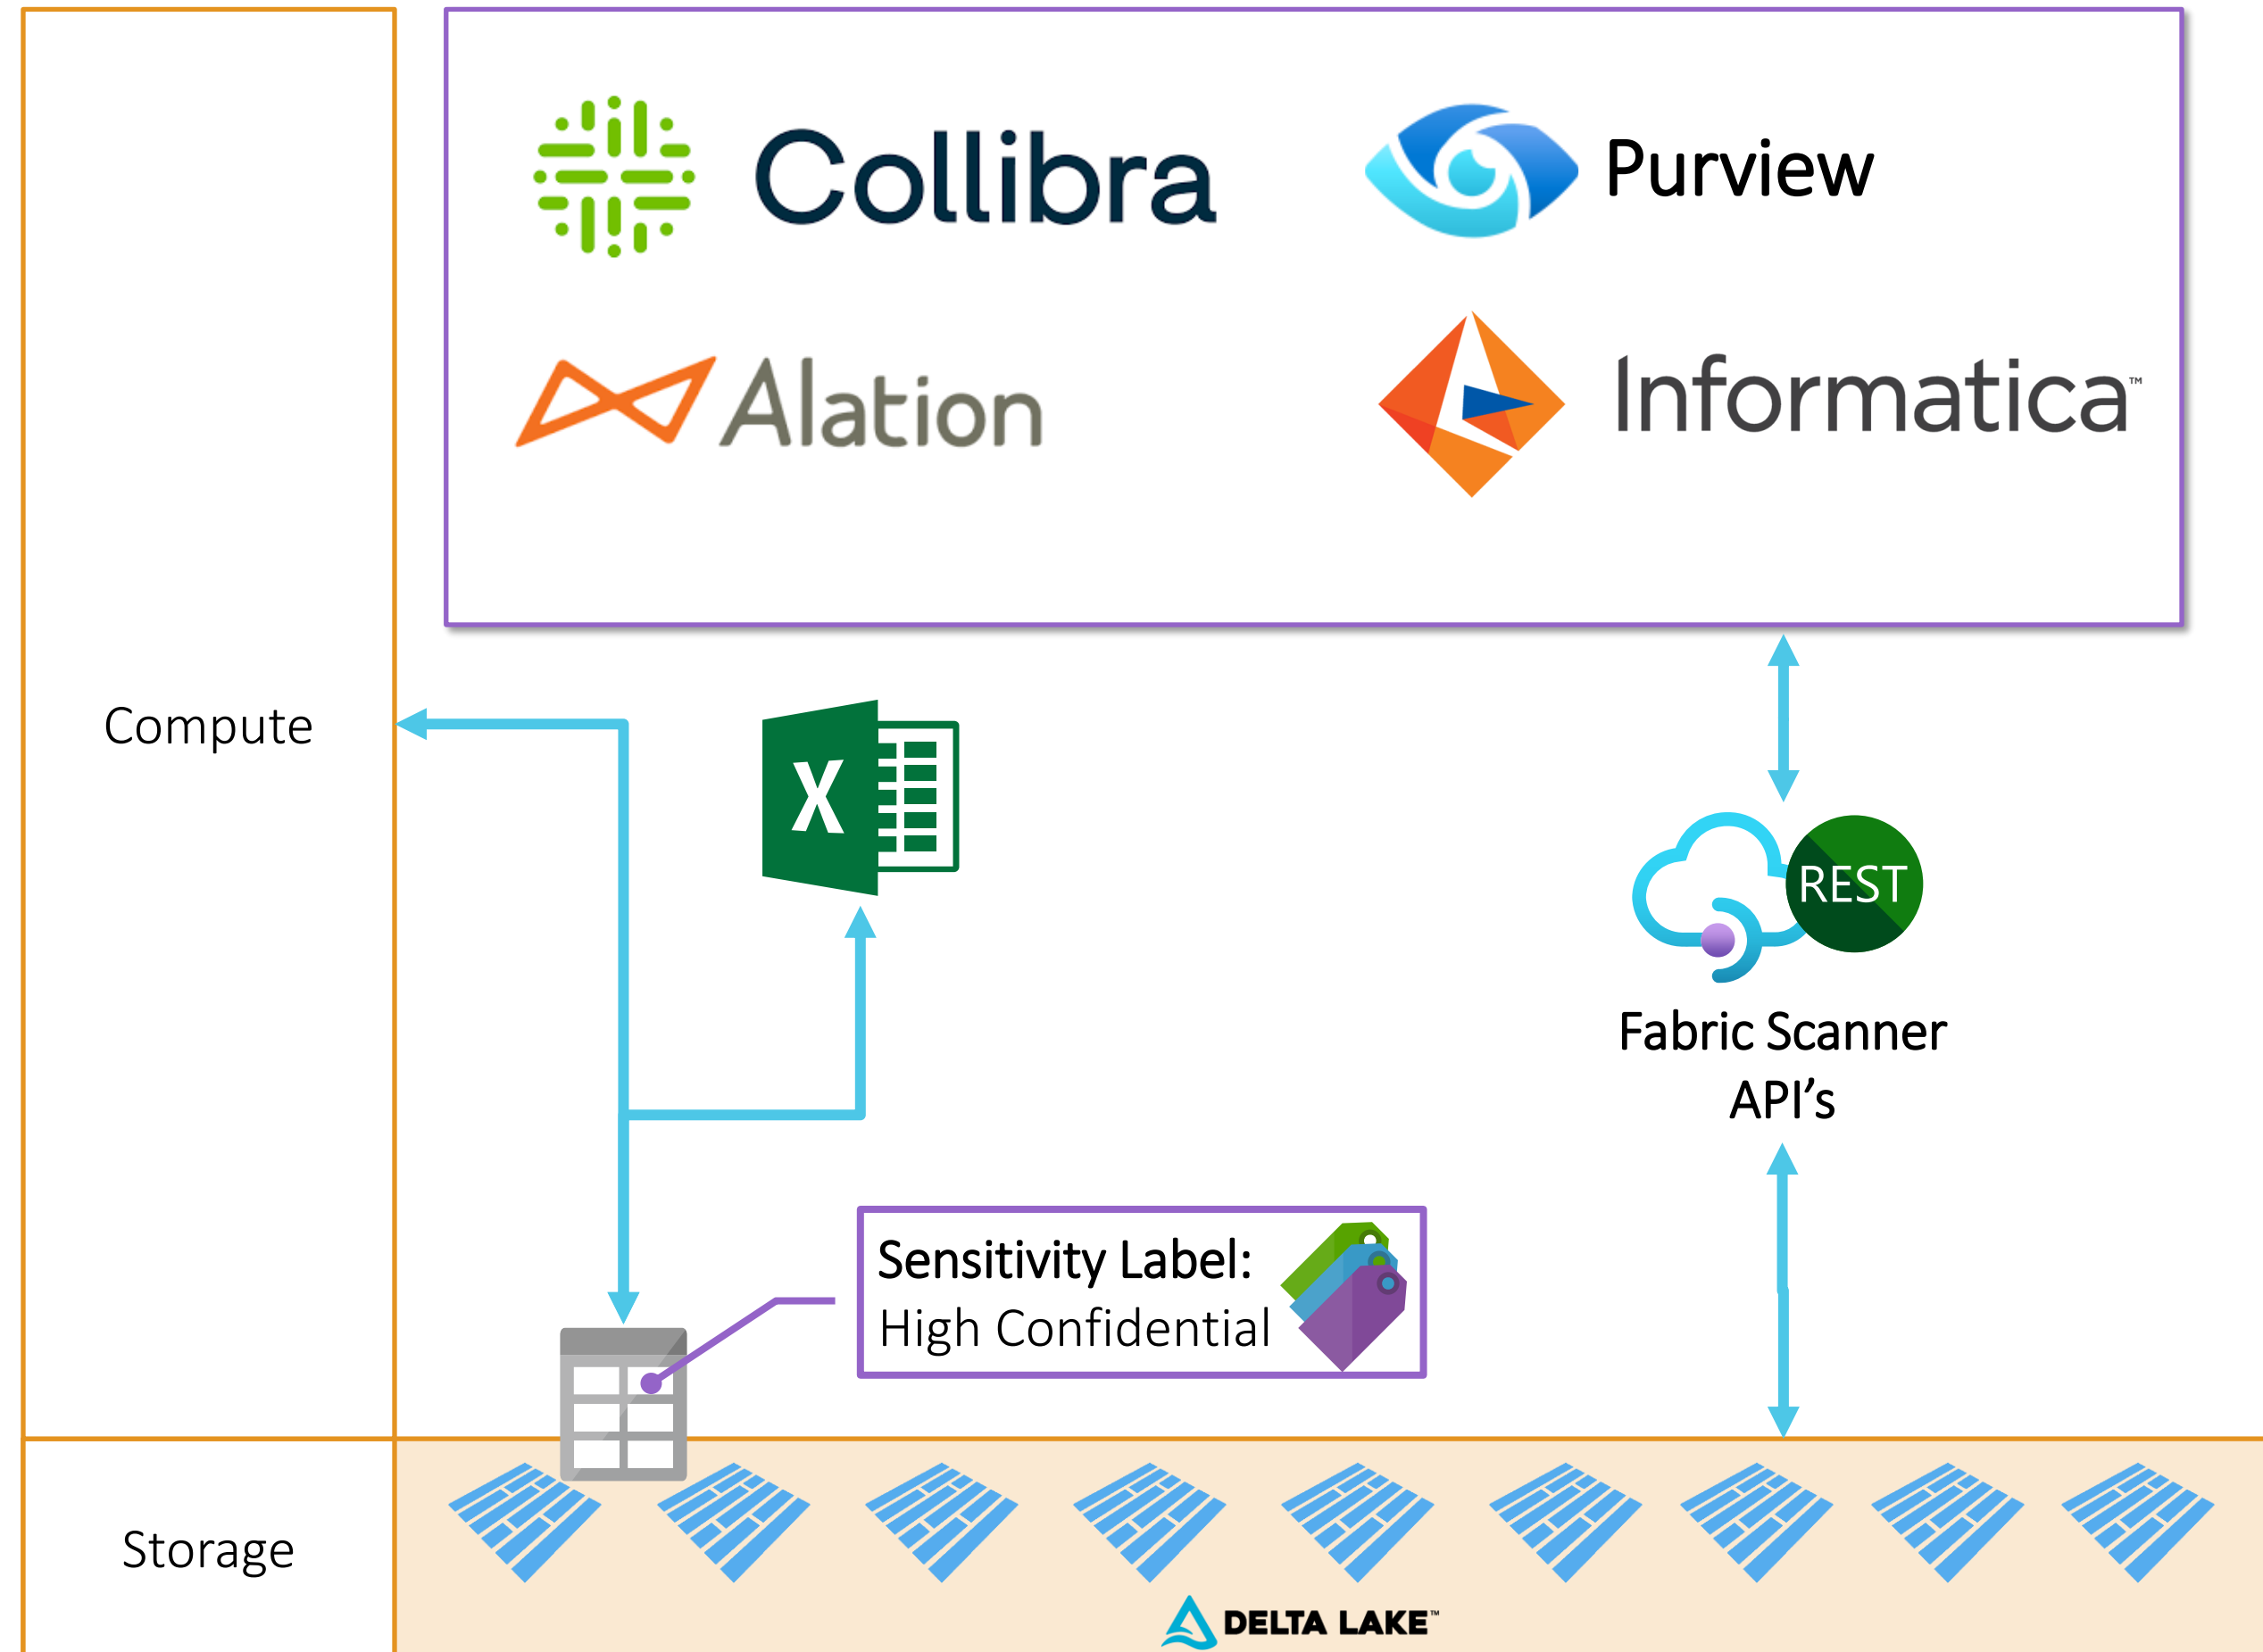 Collibra
Purview
Alation
Informatica™
Compute
X
REST
Fabric Scanner
API’s
Sensitivity Label:
High Confidential
Storage
DELTA LAKE™